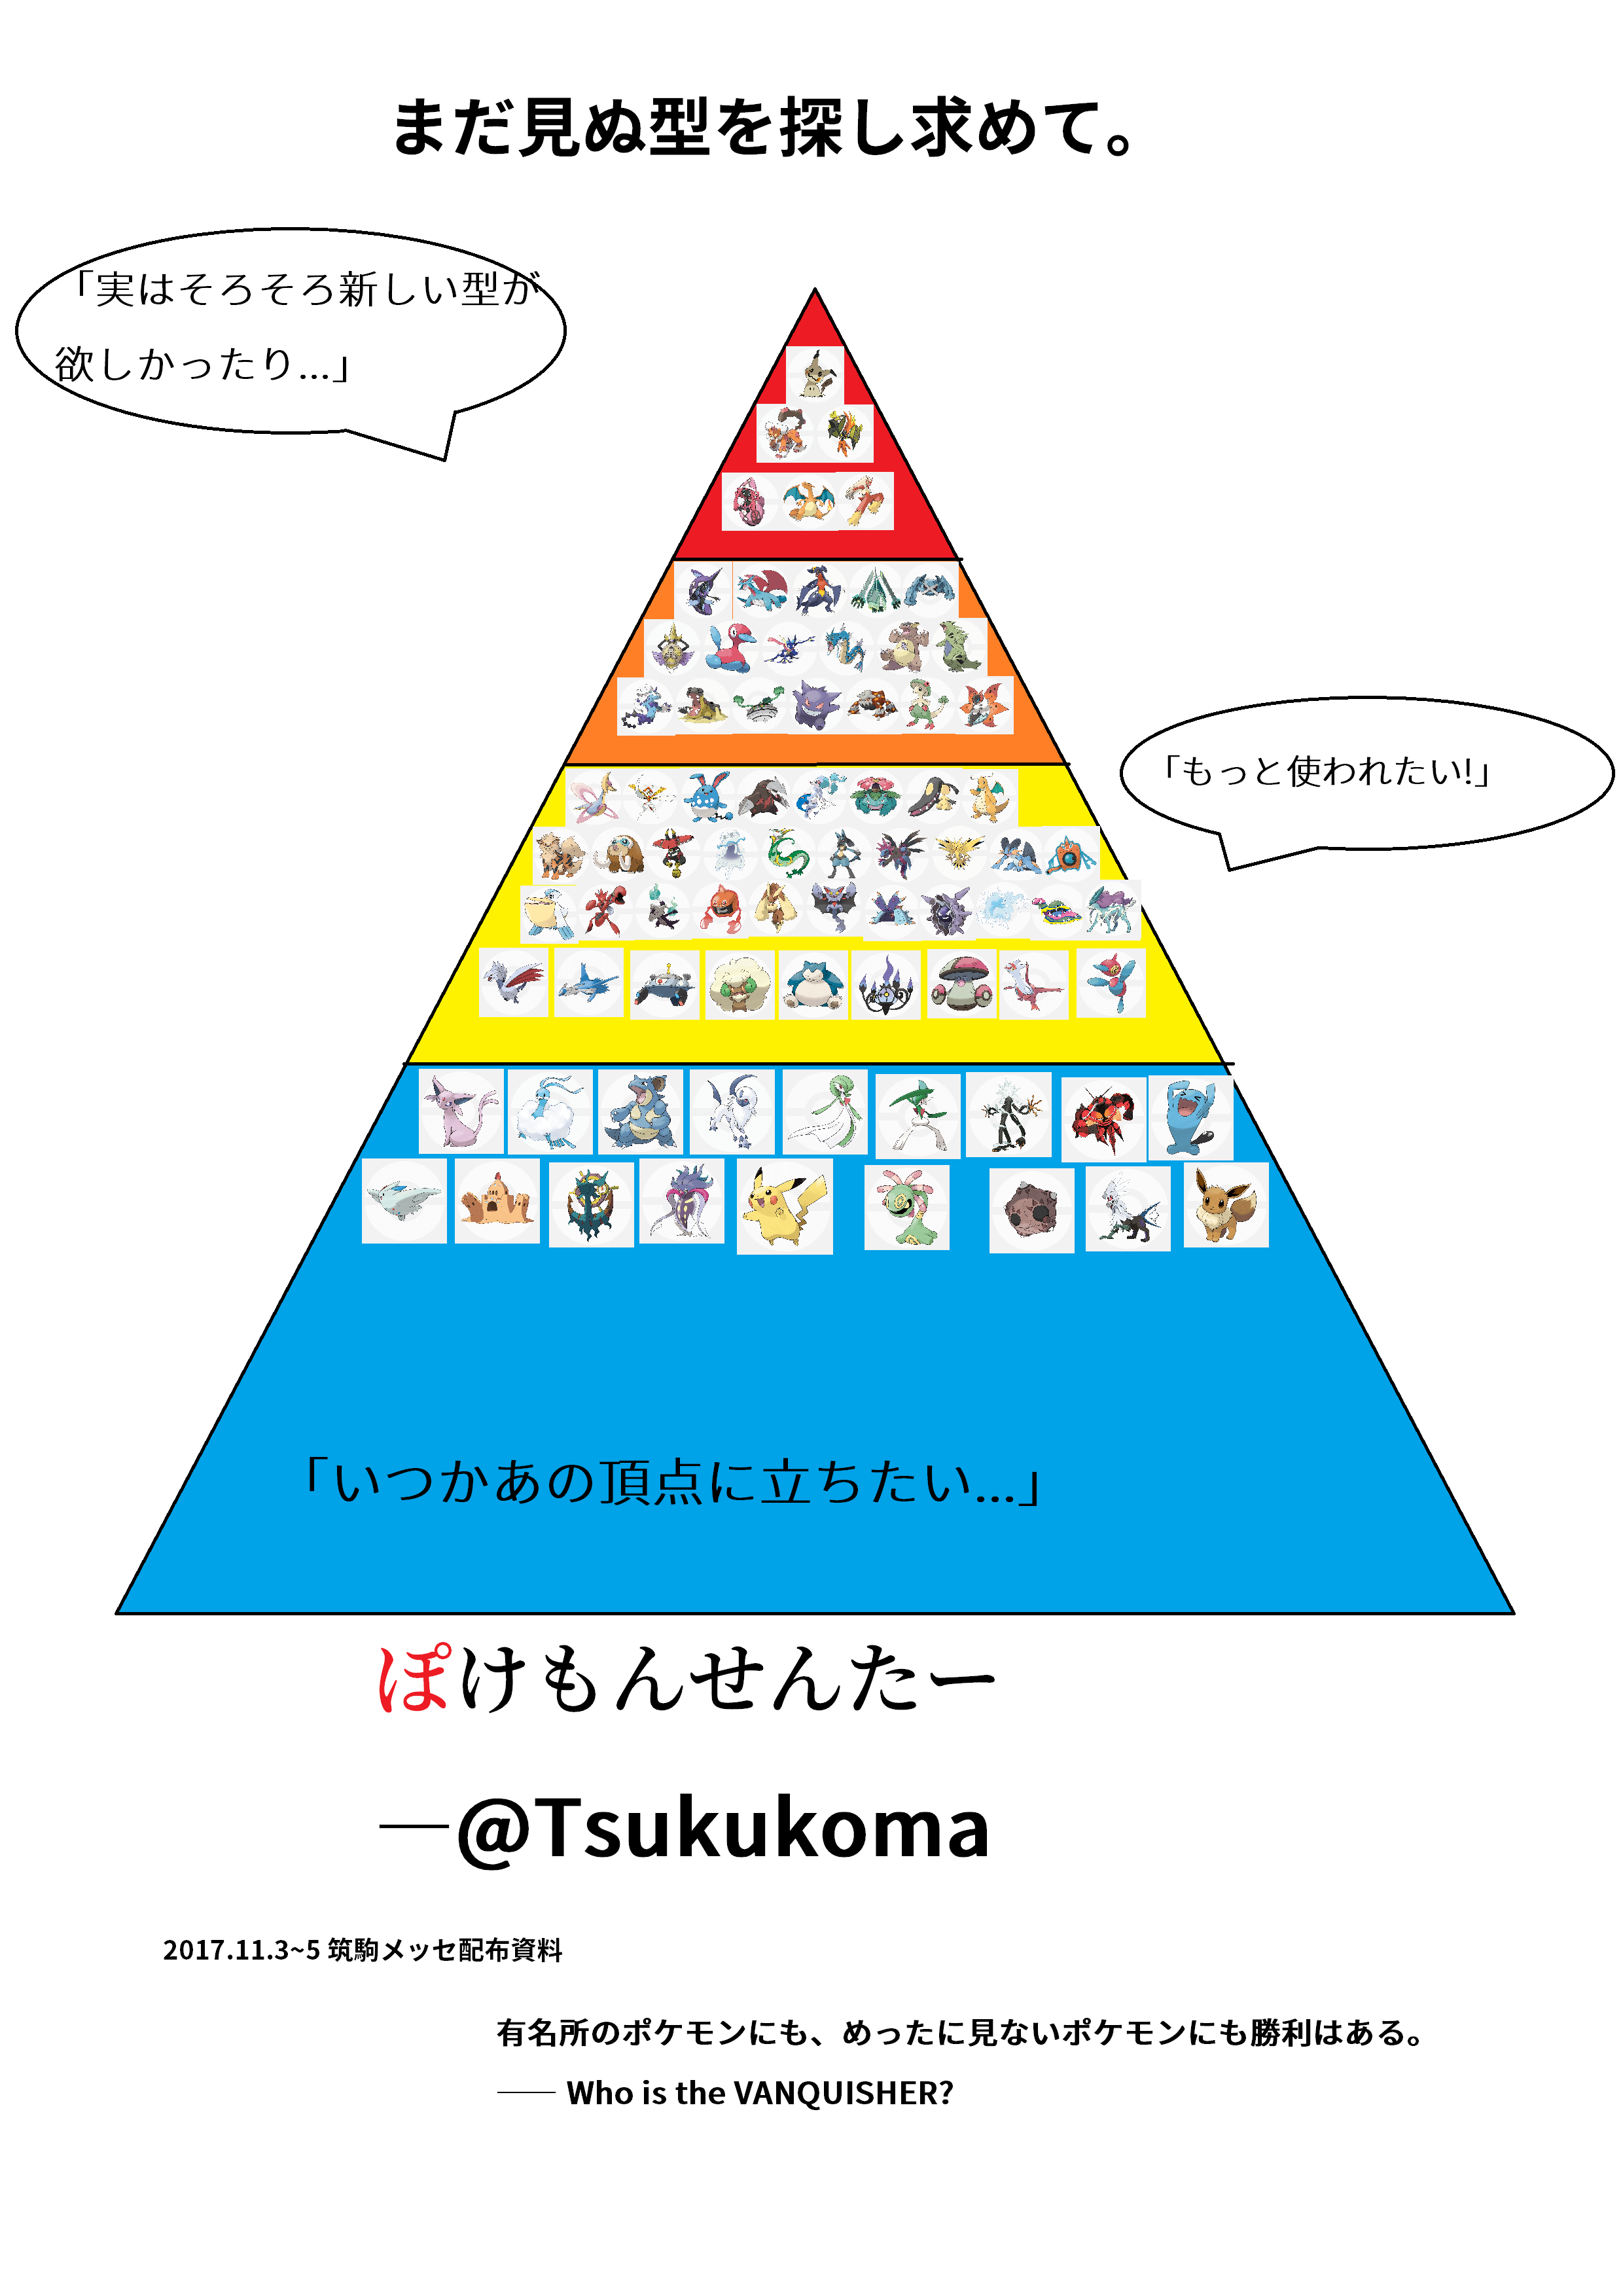 まだ見ぬ型を探し求めて。
「実はそろそろ新しい型が
欲しかったり...」
「もっと使われたい!」
「いつかあの頂点に立ちたい...」
ぽけもんせんたー
―@Tsukukoma
2017.11.3~5 筑駒メッセ配布資料
有名所のポケモンにも、めったに見ないポケモンにも勝利はある。
―― Who is the VANQUISHER?